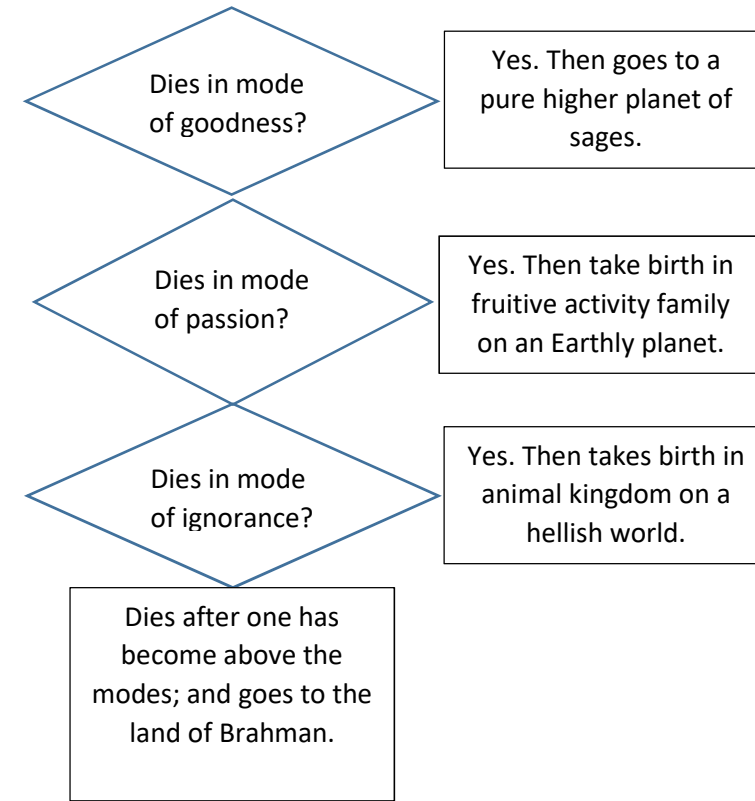 Dies in mode
of goodness?
Yes. Then goes to a
pure higher planet of
sages.
Dies in mode
of passion?
Yes. Then take birth in
fruitive activity family
on an Earthly planet.
Dies in mode
of ignorance?
Yes. Then takes birth in
animal kingdom on a
hellish world.
Dies after one has
become above the
modes; and goes to the
land of Brahman.